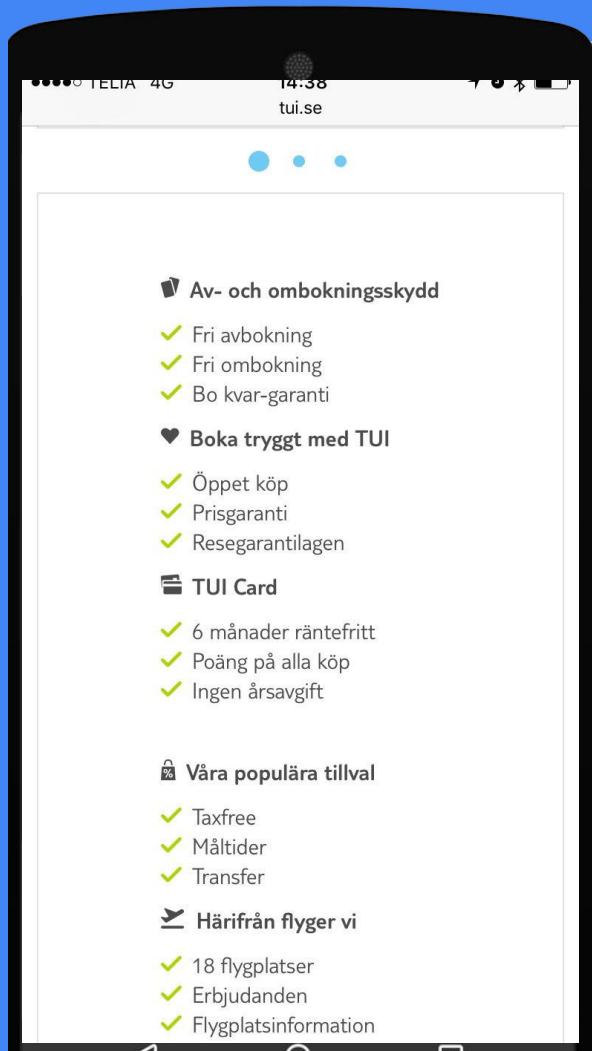 TELIA 4G 14:38
tui.se
Av- och ombokningsskydd
Fri avbokning
Fri ombokning
Bo kvar-garanti
Boka tryggt med TUI
Öppet köp
Prisgaranti
Resegarantilagen
TUI Card
6 månader räntefritt
Poäng på alla köp
Ingen årsavgift
Våra populära tillval
Taxfree
Måltider
Transfer
Härifrån flyger vi
18 flygplatser
Erbjudanden
Flygplatsinformation